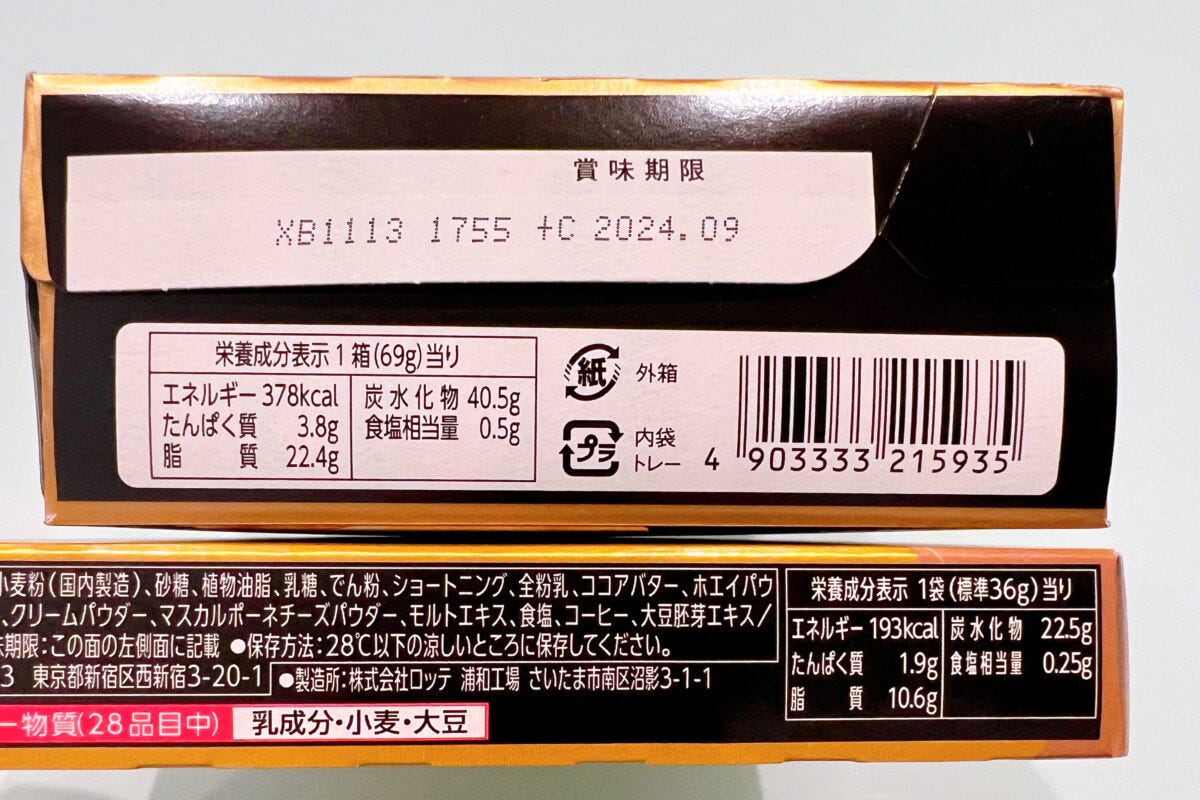 賞味期限
XB1113 1755 +C 2024.09
栄養成分表示1箱(69g)当り
エネルギー 378kcal
たんぱく質 3.8g
脂質 22.4g
炭水化物 40.5g
食塩相当量 0.5g
紙 外箱
プラ 内袋
トレー
4 903333 215935
小麦粉(国内製造)、砂糖、植物油脂、乳糖、でん粉、ショートニング、全粉乳、ココアバター、ホエイパウ
、クリームパウダー、マスカルポーネチーズパウダー、モルトエキス、食塩、コーヒー、大豆胚芽エキス/
味期限:この面の左側面に記載 ●保存方法:28℃以下の涼しいところに保存してください。
3 東京都新宿区西新宿3-20-1 ●製造所:株式会社ロッテ 浦和工場 さいたま市南区沼影3-1-1
ー物質(28品目中) 乳成分・小麦・大豆
栄養成分表示 1袋(標準36g)当り
エネルギー 193kcal
たんぱく質 1.9g
脂質 10.6g
炭水化物 22.5g
食塩相当量 0.25g